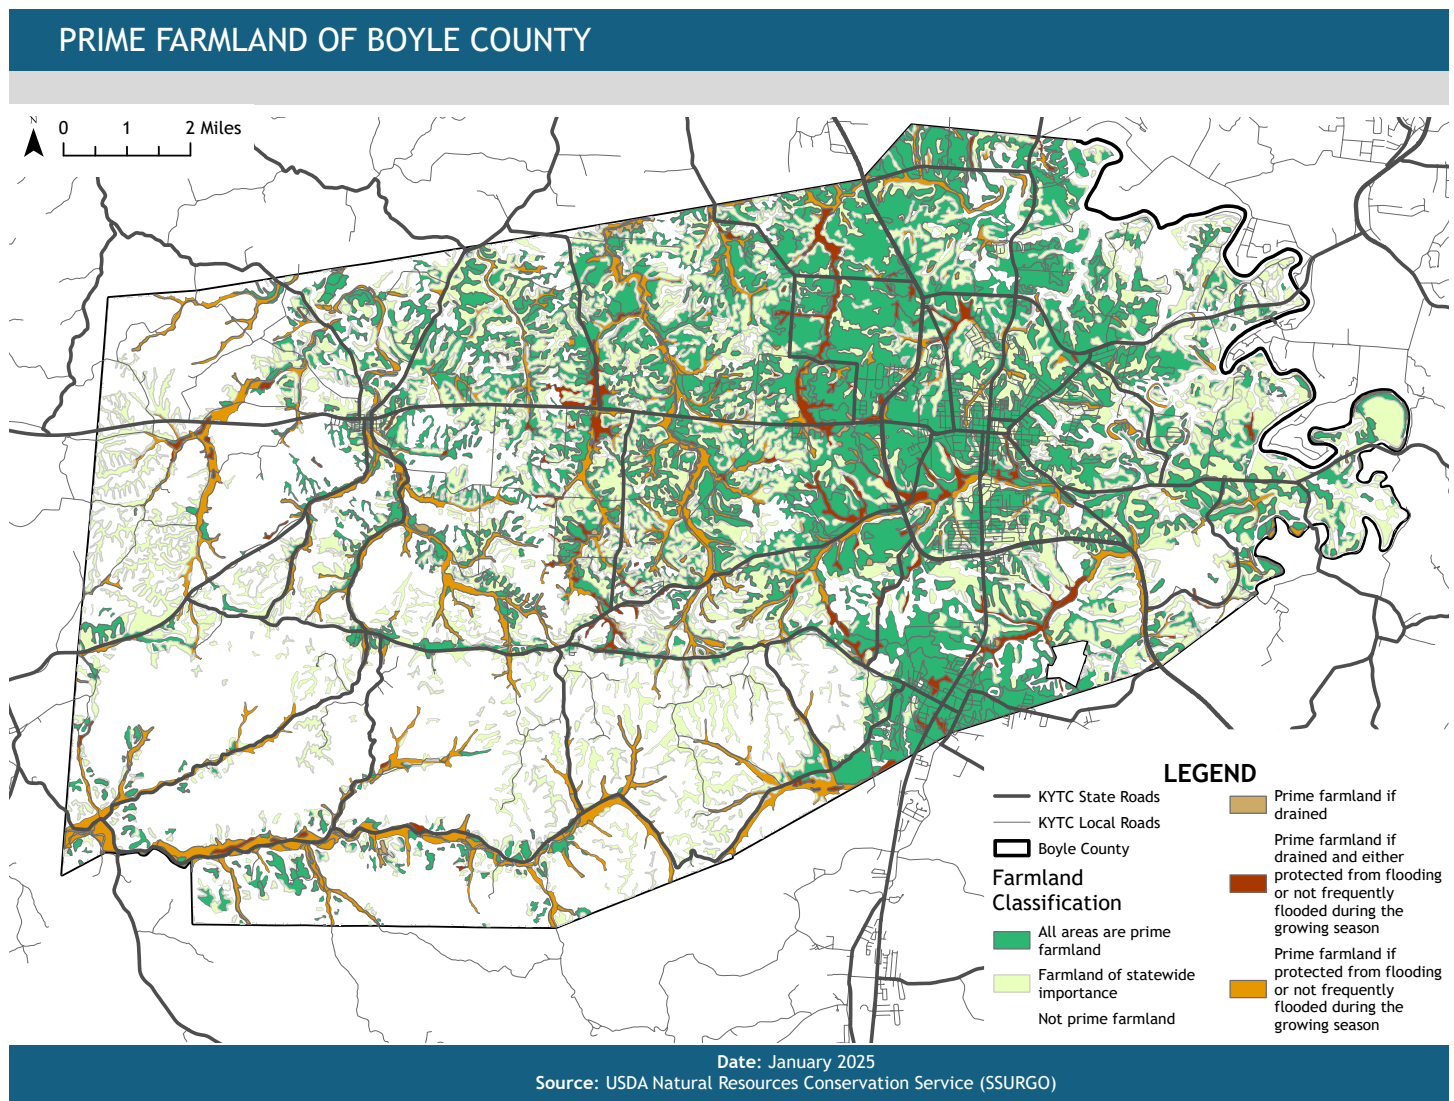 PRIME FARMLAND OF BOYLE COUNTY
N
0 1 2 Miles
LEGEND
KYTC State Roads
KYTC Local Roads
Boyle County
Farmland
Classification
All areas are prime
farmland
Farmland of statewide
importance
Not prime farmland
Prime farmland if
drained
Prime farmland if
drained and either
protected from flooding
or not frequently
flooded during the
growing season
Prime farmland if
protected from flooding
or not frequently
flooded during the
growing season
Date: January 2025
Source: USDA Natural Resources Conservation Service (SSURGO)